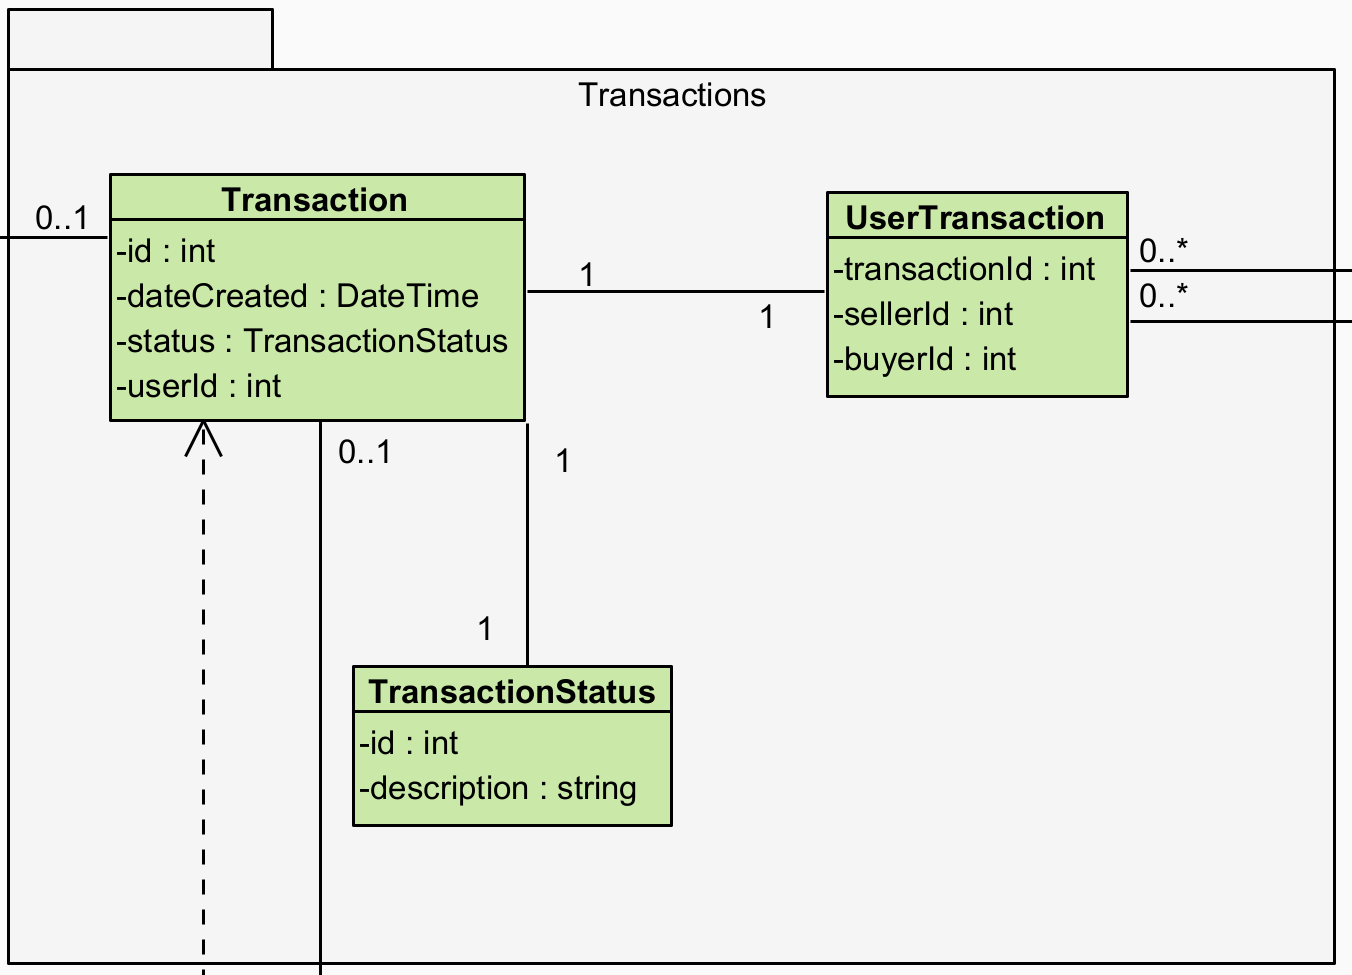 Transactions
Transaction
-id : int
-dateCreated : DateTime
-status : TransactionStatus
-userId : int
0..1
1
1
UserTransaction
-transactionId : int
-sellerId : int
-buyerId : int
0..*
0..*
0..1
1
1
TransactionStatus
-id : int
-description : string